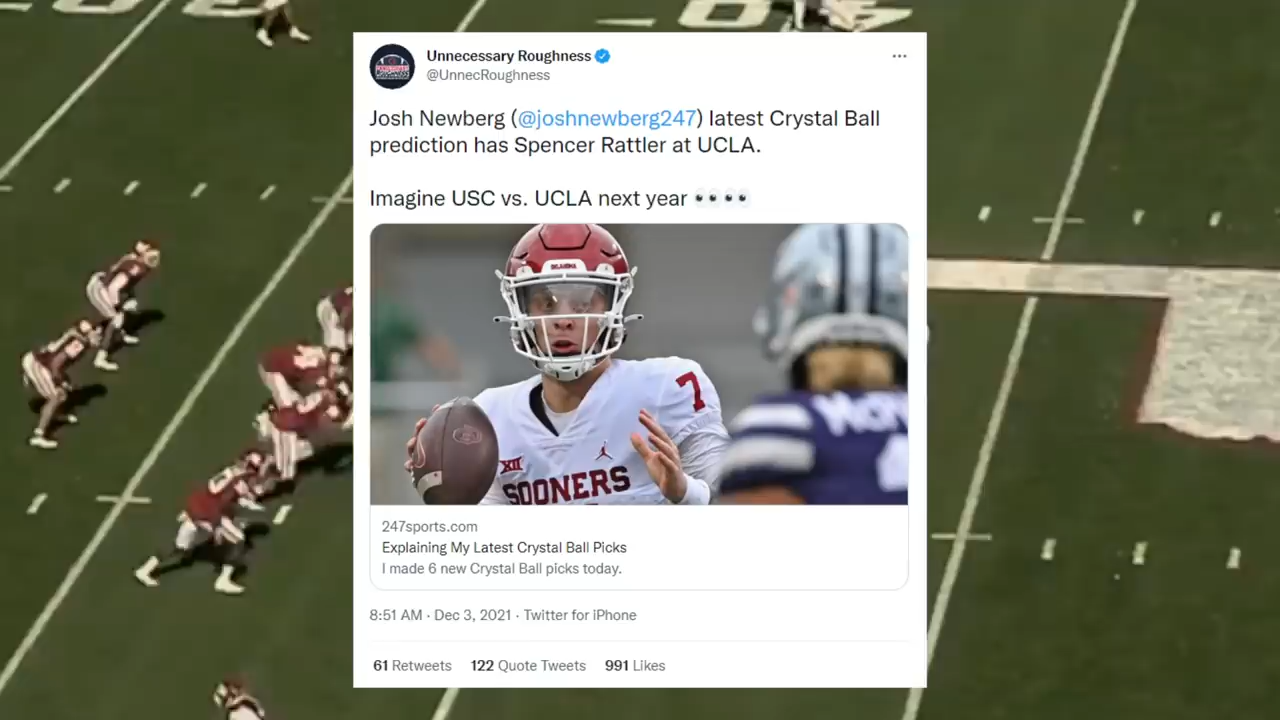 Unnecessary Roughness
@UnnecRoughness
Josh Newberg (@joshnewberg247) latest Crystal Ball
prediction has Spencer Rattler at UCLA.
Imagine USC vs. UCLA next year 👀👀
7
XII
SOONERS
247sports.com
Explaining My Latest Crystal Ball Picks
I made 6 new Crystal Ball picks today.
8:51 AM · Dec 3, 2021 · Twitter for iPhone
61 Retweets 122 Quote Tweets 991 Likes